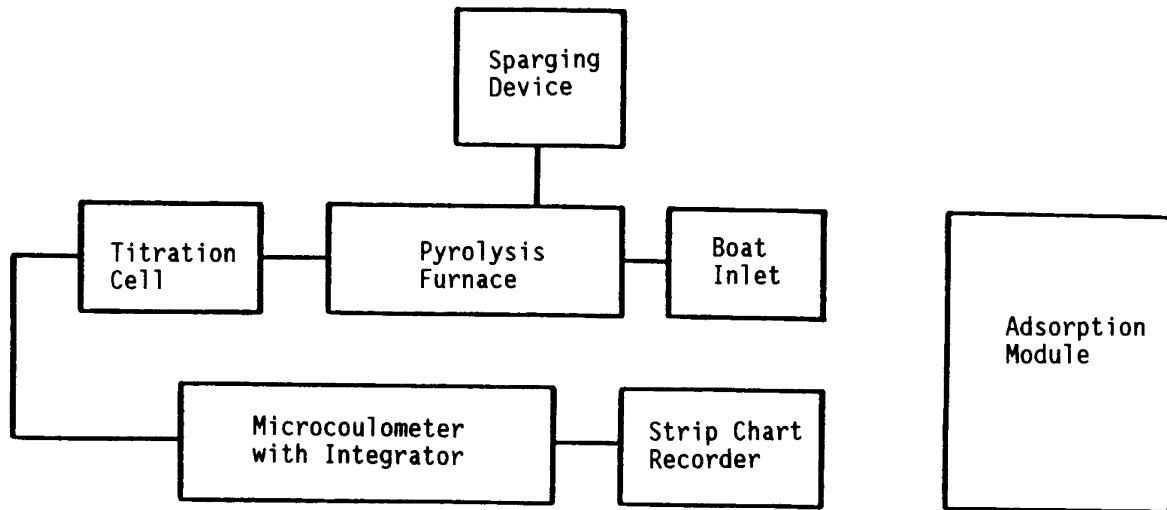 Sparging
Device
Titration
Cell
Pyrolysis
Furnace
Boat
Inlet
Adsorption
Module
Microcoulometer
with Integrator
Strip Chart
Recorder